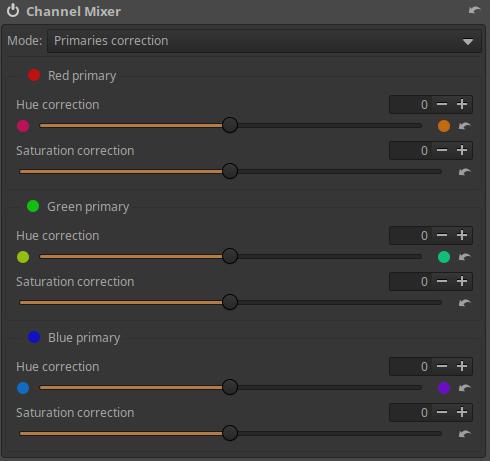 Channel Mixer
Mode: Primaries correction
Red primary
Hue correction 0
Saturation correction 0
Green primary
Hue correction 0
Saturation correction 0
Blue primary
Hue correction 0
Saturation correction 0